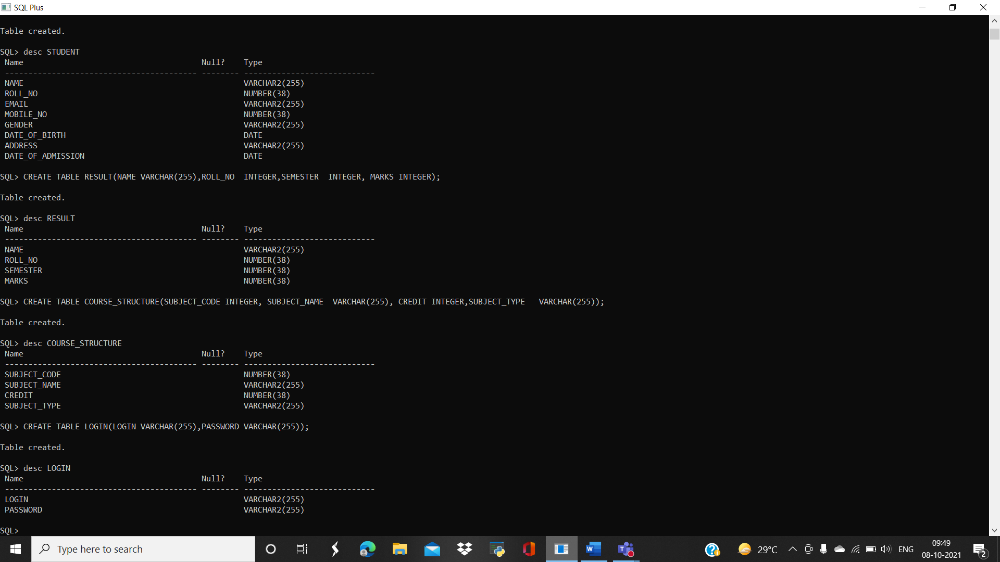 SQL Plus
Table created.
SQL> desc STUDENT
 Name                                      Null?    Type
 ----------------------------------------- -------- ----------------------------
 NAME                                               VARCHAR2(255)
 ROLL_NO                                            NUMBER(38)
 EMAIL                                              VARCHAR2(255)
 MOBILE_NO                                          NUMBER(38)
 GENDER                                             VARCHAR2(255)
 DATE_OF_BIRTH                                      DATE
 ADDRESS                                            VARCHAR2(255)
 DATE_OF_ADMISSION                                  DATE
SQL> CREATE TABLE RESULT(NAME VARCHAR(255),ROLL_NO  INTEGER,SEMESTER  INTEGER, MARKS INTEGER);
Table created.
SQL> desc RESULT
 Name                                      Null?    Type
 ----------------------------------------- -------- ----------------------------
 NAME                                               VARCHAR2(255)
 ROLL_NO                                            NUMBER(38)
 SEMESTER                                           NUMBER(38)
 MARKS                                              NUMBER(38)
SQL> CREATE TABLE COURSE_STRUCTURE(SUBJECT_CODE INTEGER, SUBJECT_NAME  VARCHAR(255), CREDIT INTEGER,SUBJECT_TYPE   VARCHAR(255));
Table created.
SQL> desc COURSE_STRUCTURE
 Name                                      Null?    Type
 ----------------------------------------- -------- ----------------------------
 SUBJECT_CODE                                       NUMBER(38)
 SUBJECT_NAME                                       VARCHAR2(255)
 CREDIT                                             NUMBER(38)
 SUBJECT_TYPE                                       VARCHAR2(255)
SQL> CREATE TABLE LOGIN(LOGIN VARCHAR(255),PASSWORD VARCHAR(255));
Table created.
SQL> desc LOGIN
 Name                                      Null?    Type
 ----------------------------------------- -------- ----------------------------
 LOGIN                                              VARCHAR2(255)
 PASSWORD                                           VARCHAR2(255)
SQL>
Type here to search
29°C
ENG
09:49
08-10-2021
2